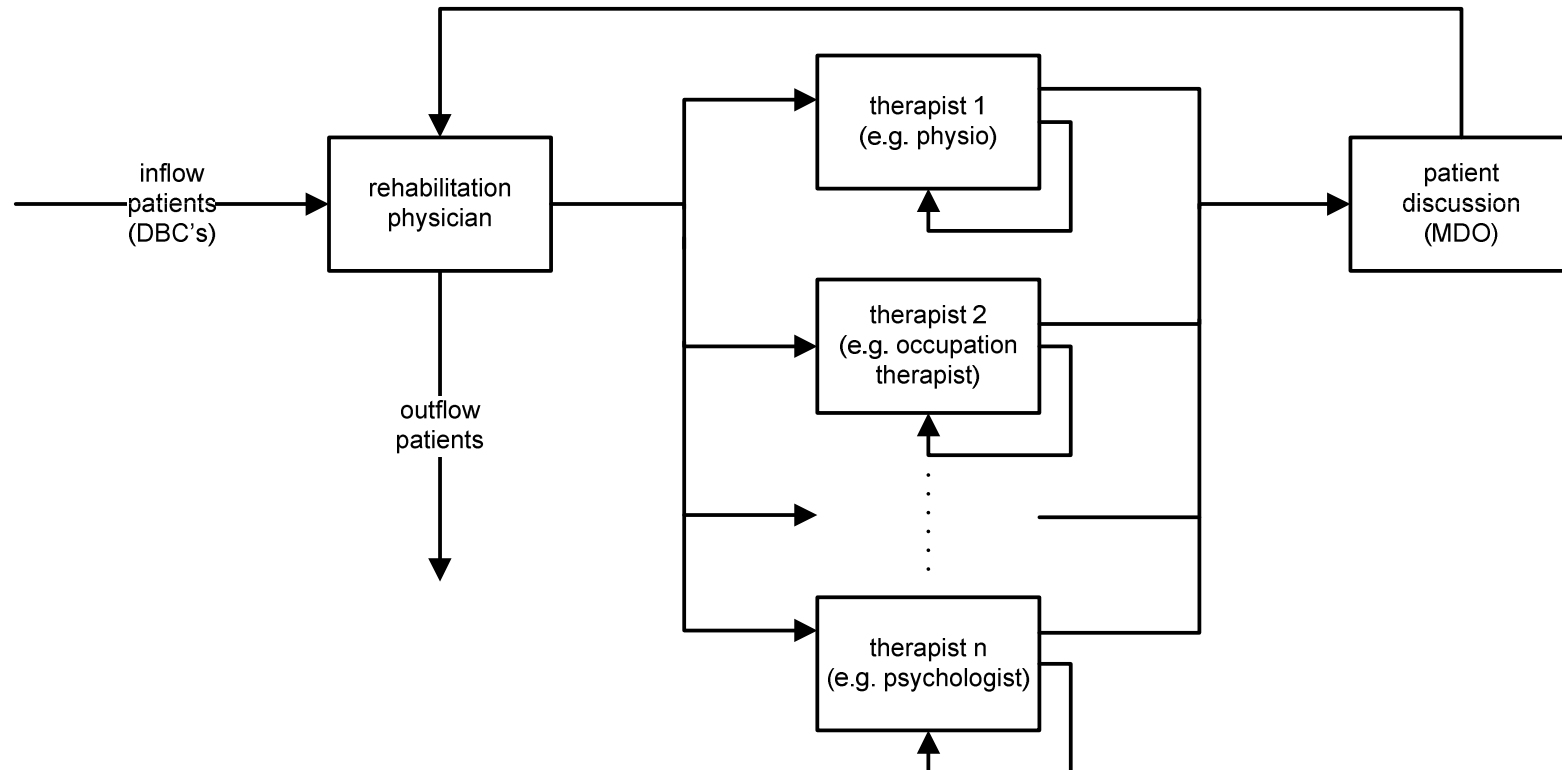 inflow
patients
(DBC's)
rehabilitation
physician
outflow
patients
therapist 1
(e.g. physio)
therapist 2
(e.g. occupation
therapist)
therapist n
(e.g. psychologist)
patient
discussion
(MDO)